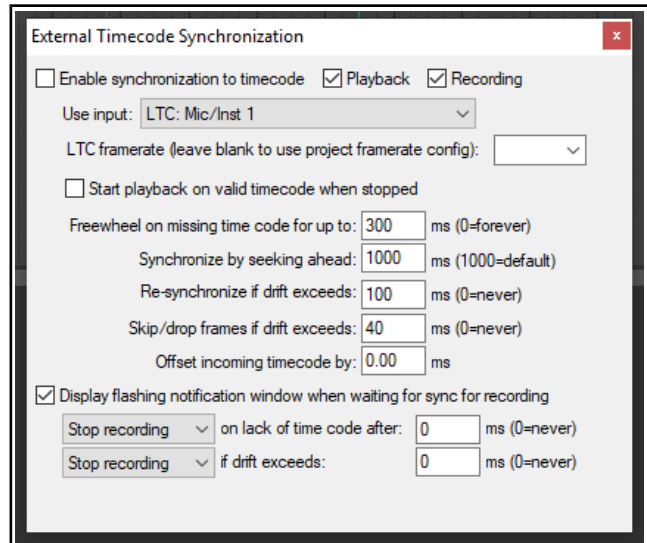 External Timecode Synchronization
x
Enable synchronization to timecode Playback Recording
Use input: LTC: Mic/Inst 1
LTC framerate (leave blank to use project framerate config):
Start playback on valid timecode when stopped
Freewheel on missing time code for up to: 300 ms (0=forever)
Synchronize by seeking ahead: 1000 ms (1000=default)
Re-synchronize if drift exceeds: 100 ms (0=never)
Skip/drop frames if drift exceeds: 40 ms (0=never)
Offset incoming timecode by: 0.00 ms
Display flashing notification window when waiting for sync for recording
Stop recording on lack of time code after: 0 ms (0=never)
Stop recording if drift exceeds: 0 ms (0=never)